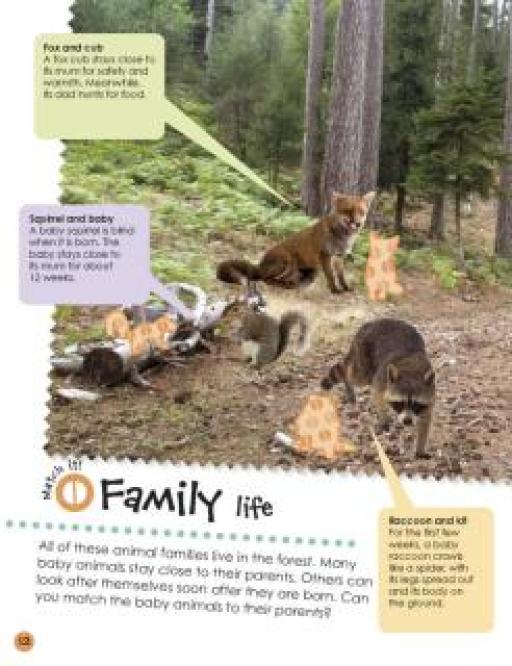 Fox and cub
A fox cub stays close to
its mum for safety and
warmth. Meanwhile,
its dad hunts for food.
Squirrel and baby
A baby squirrel is blind
when it is born. The
baby stays close to
its mum for about
12 weeks.
Match it!
Family life
All of these animal families live in the forest. Many
baby animals stay close to their parents. Others can
look after themselves soon after they are born. Can
you match the baby animals to their parents?
Raccoon and kit
For the first few
weeks, a baby
raccoon crawls
like a spider, with
its legs spread out
and its body on
the ground.